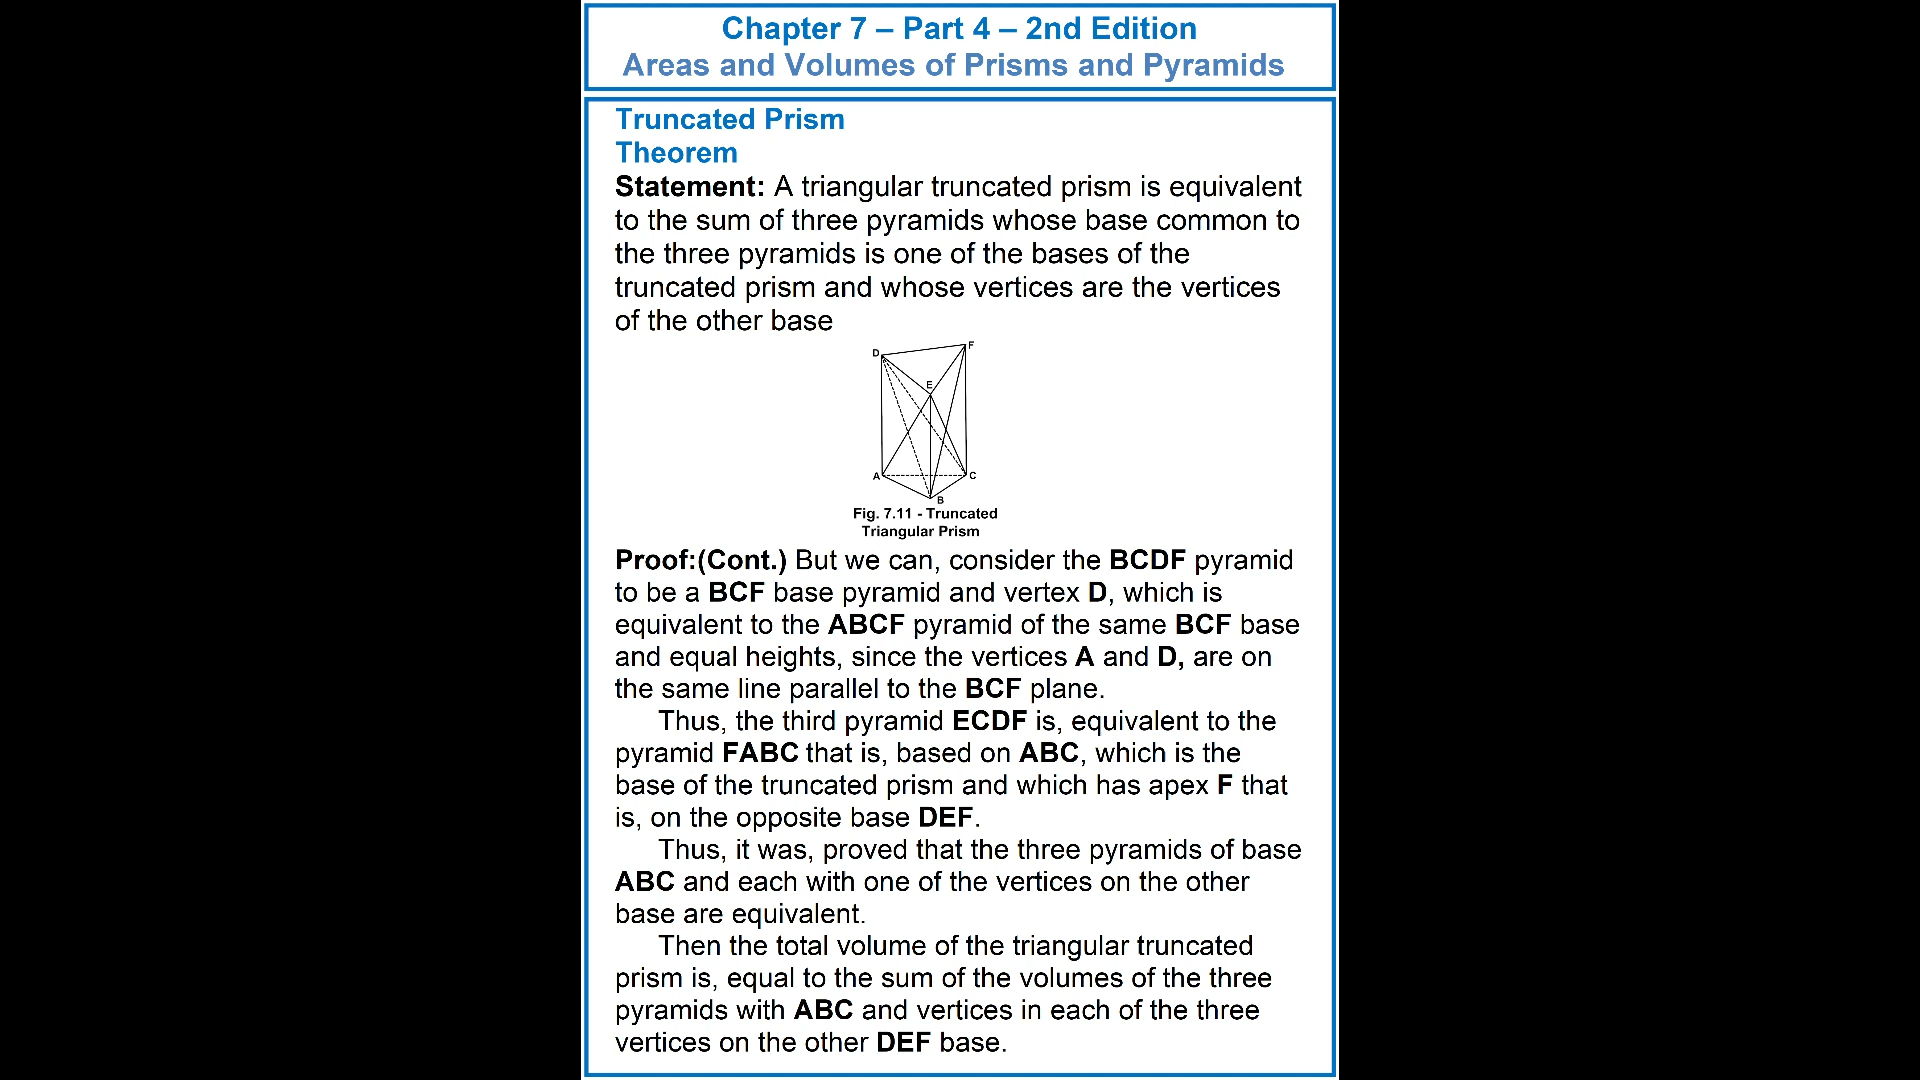 Chapter 7 – Part 4 – 2nd Edition
Areas and Volumes of Prisms and Pyramids
Truncated Prism
Theorem
Statement: A triangular truncated prism is equivalent
to the sum of three pyramids whose base common to
the three pyramids is one of the bases of the
truncated prism and whose vertices are the vertices
of the other base
D
F
E
A
C
B
Fig. 7.11 - Truncated
Triangular Prism
Proof:(Cont.) But we can, consider the BCDF pyramid
to be a BCF base pyramid and vertex D, which is
equivalent to the ABCF pyramid of the same BCF base
and equal heights, since the vertices A and D, are on
the same line parallel to the BCF plane.
Thus, the third pyramid ECDF is, equivalent to the
pyramid FABC that is, based on ABC, which is the
base of the truncated prism and which has apex F that
is, on the opposite base DEF.
Thus, it was, proved that the three pyramids of base
ABC and each with one of the vertices on the other
base are equivalent.
Then the total volume of the triangular truncated
prism is, equal to the sum of the volumes of the three
pyramids with ABC and vertices in each of the three
vertices on the other DEF base.